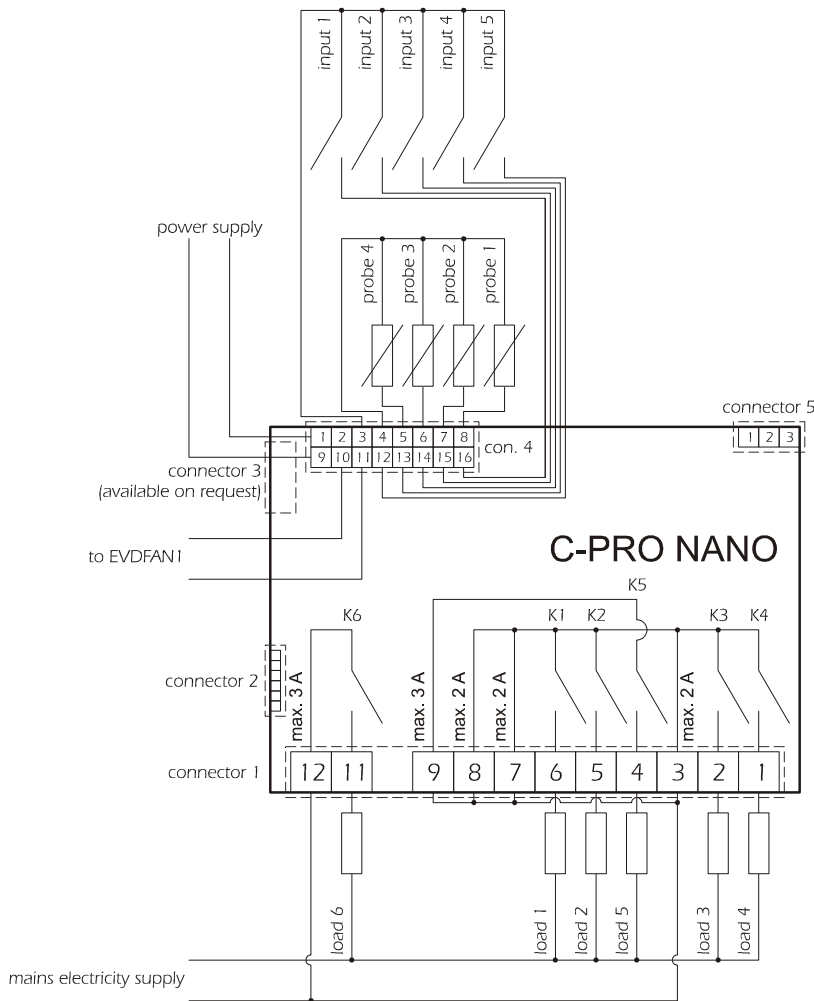 input 1
input 2
input 3
input 4
input 5
power supply
probe 4
probe 3
probe 2
probe 1
connector 5
1 2 3 4 5 6 7 8
1 2 3
con. 4
9 10 11 12 13 14 15 16
connector 3
(available on request)
C-PRO NANO
to EVDFAN1
K5
K6
K1 K2
K3 K4
connector 2
max. 3 A
max. 3 A
max. 2 A
max. 2 A
max. 2 A
connector 1
12 11 9 8 7 6 5 4 3 2 1
load 6
load 1
load 2
load 5
load 3
load 4
mains electricity supply